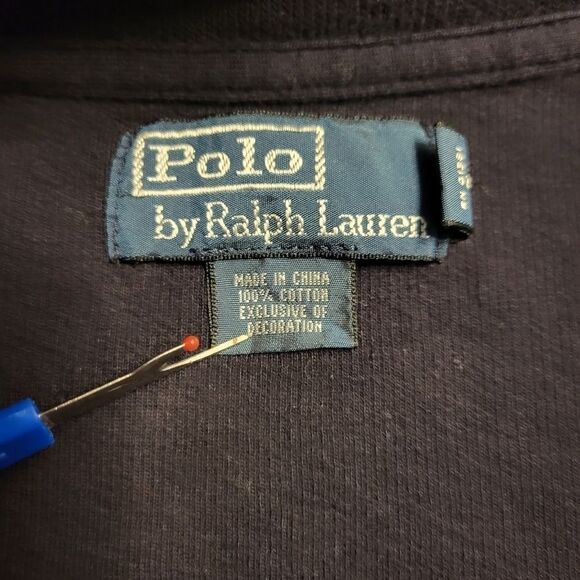 Polo
by Ralph Lauren
MADE IN CHINA
100% COTTON
EXCLUSIVE OF
DECORATION